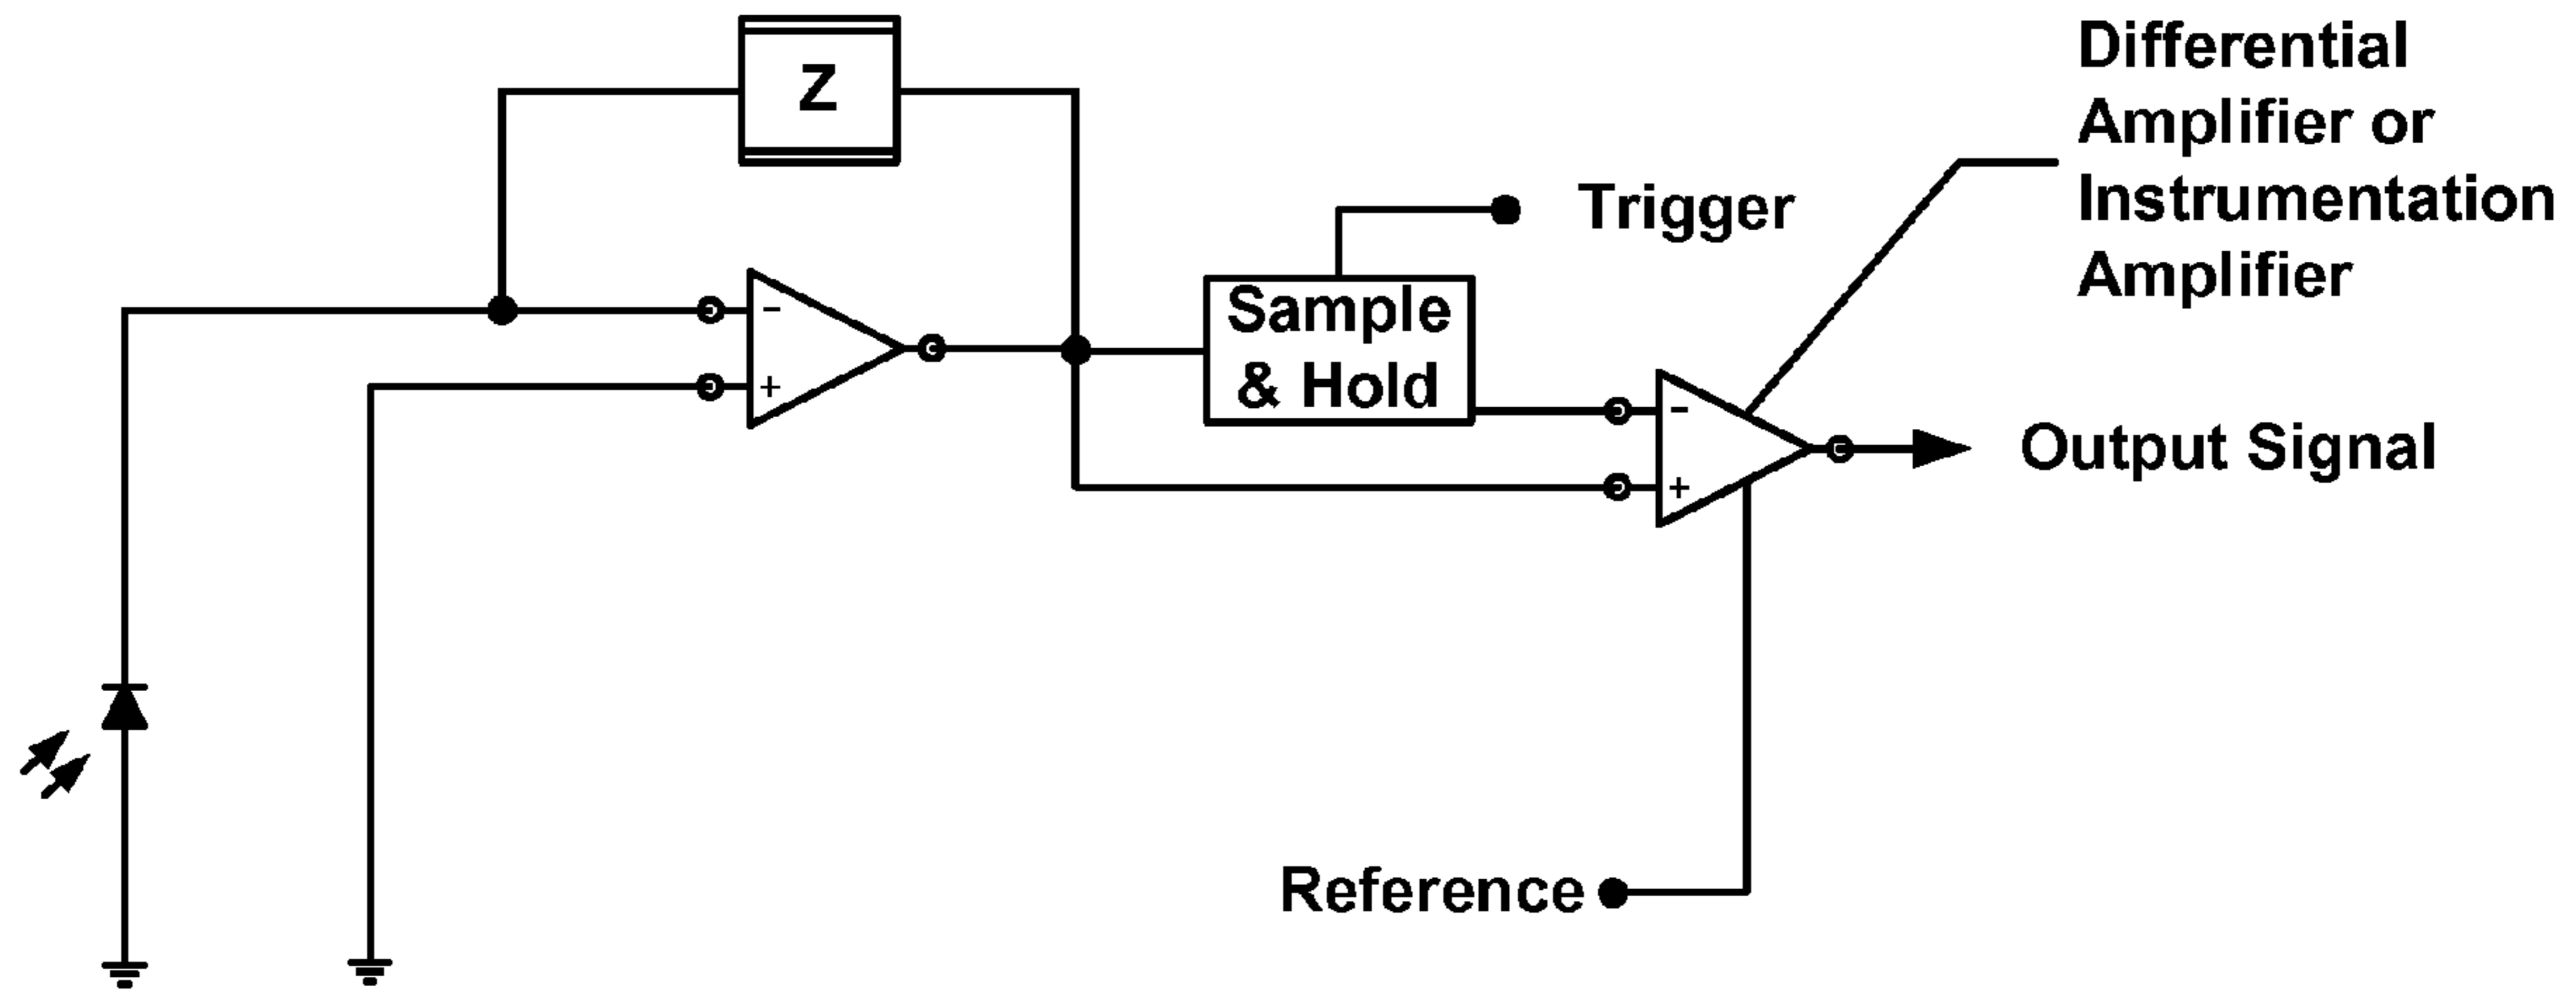 Z
Differential
Amplifier or
Instrumentation
Amplifier
Trigger
Sample
& Hold
-
+
-
+
Output Signal
Reference